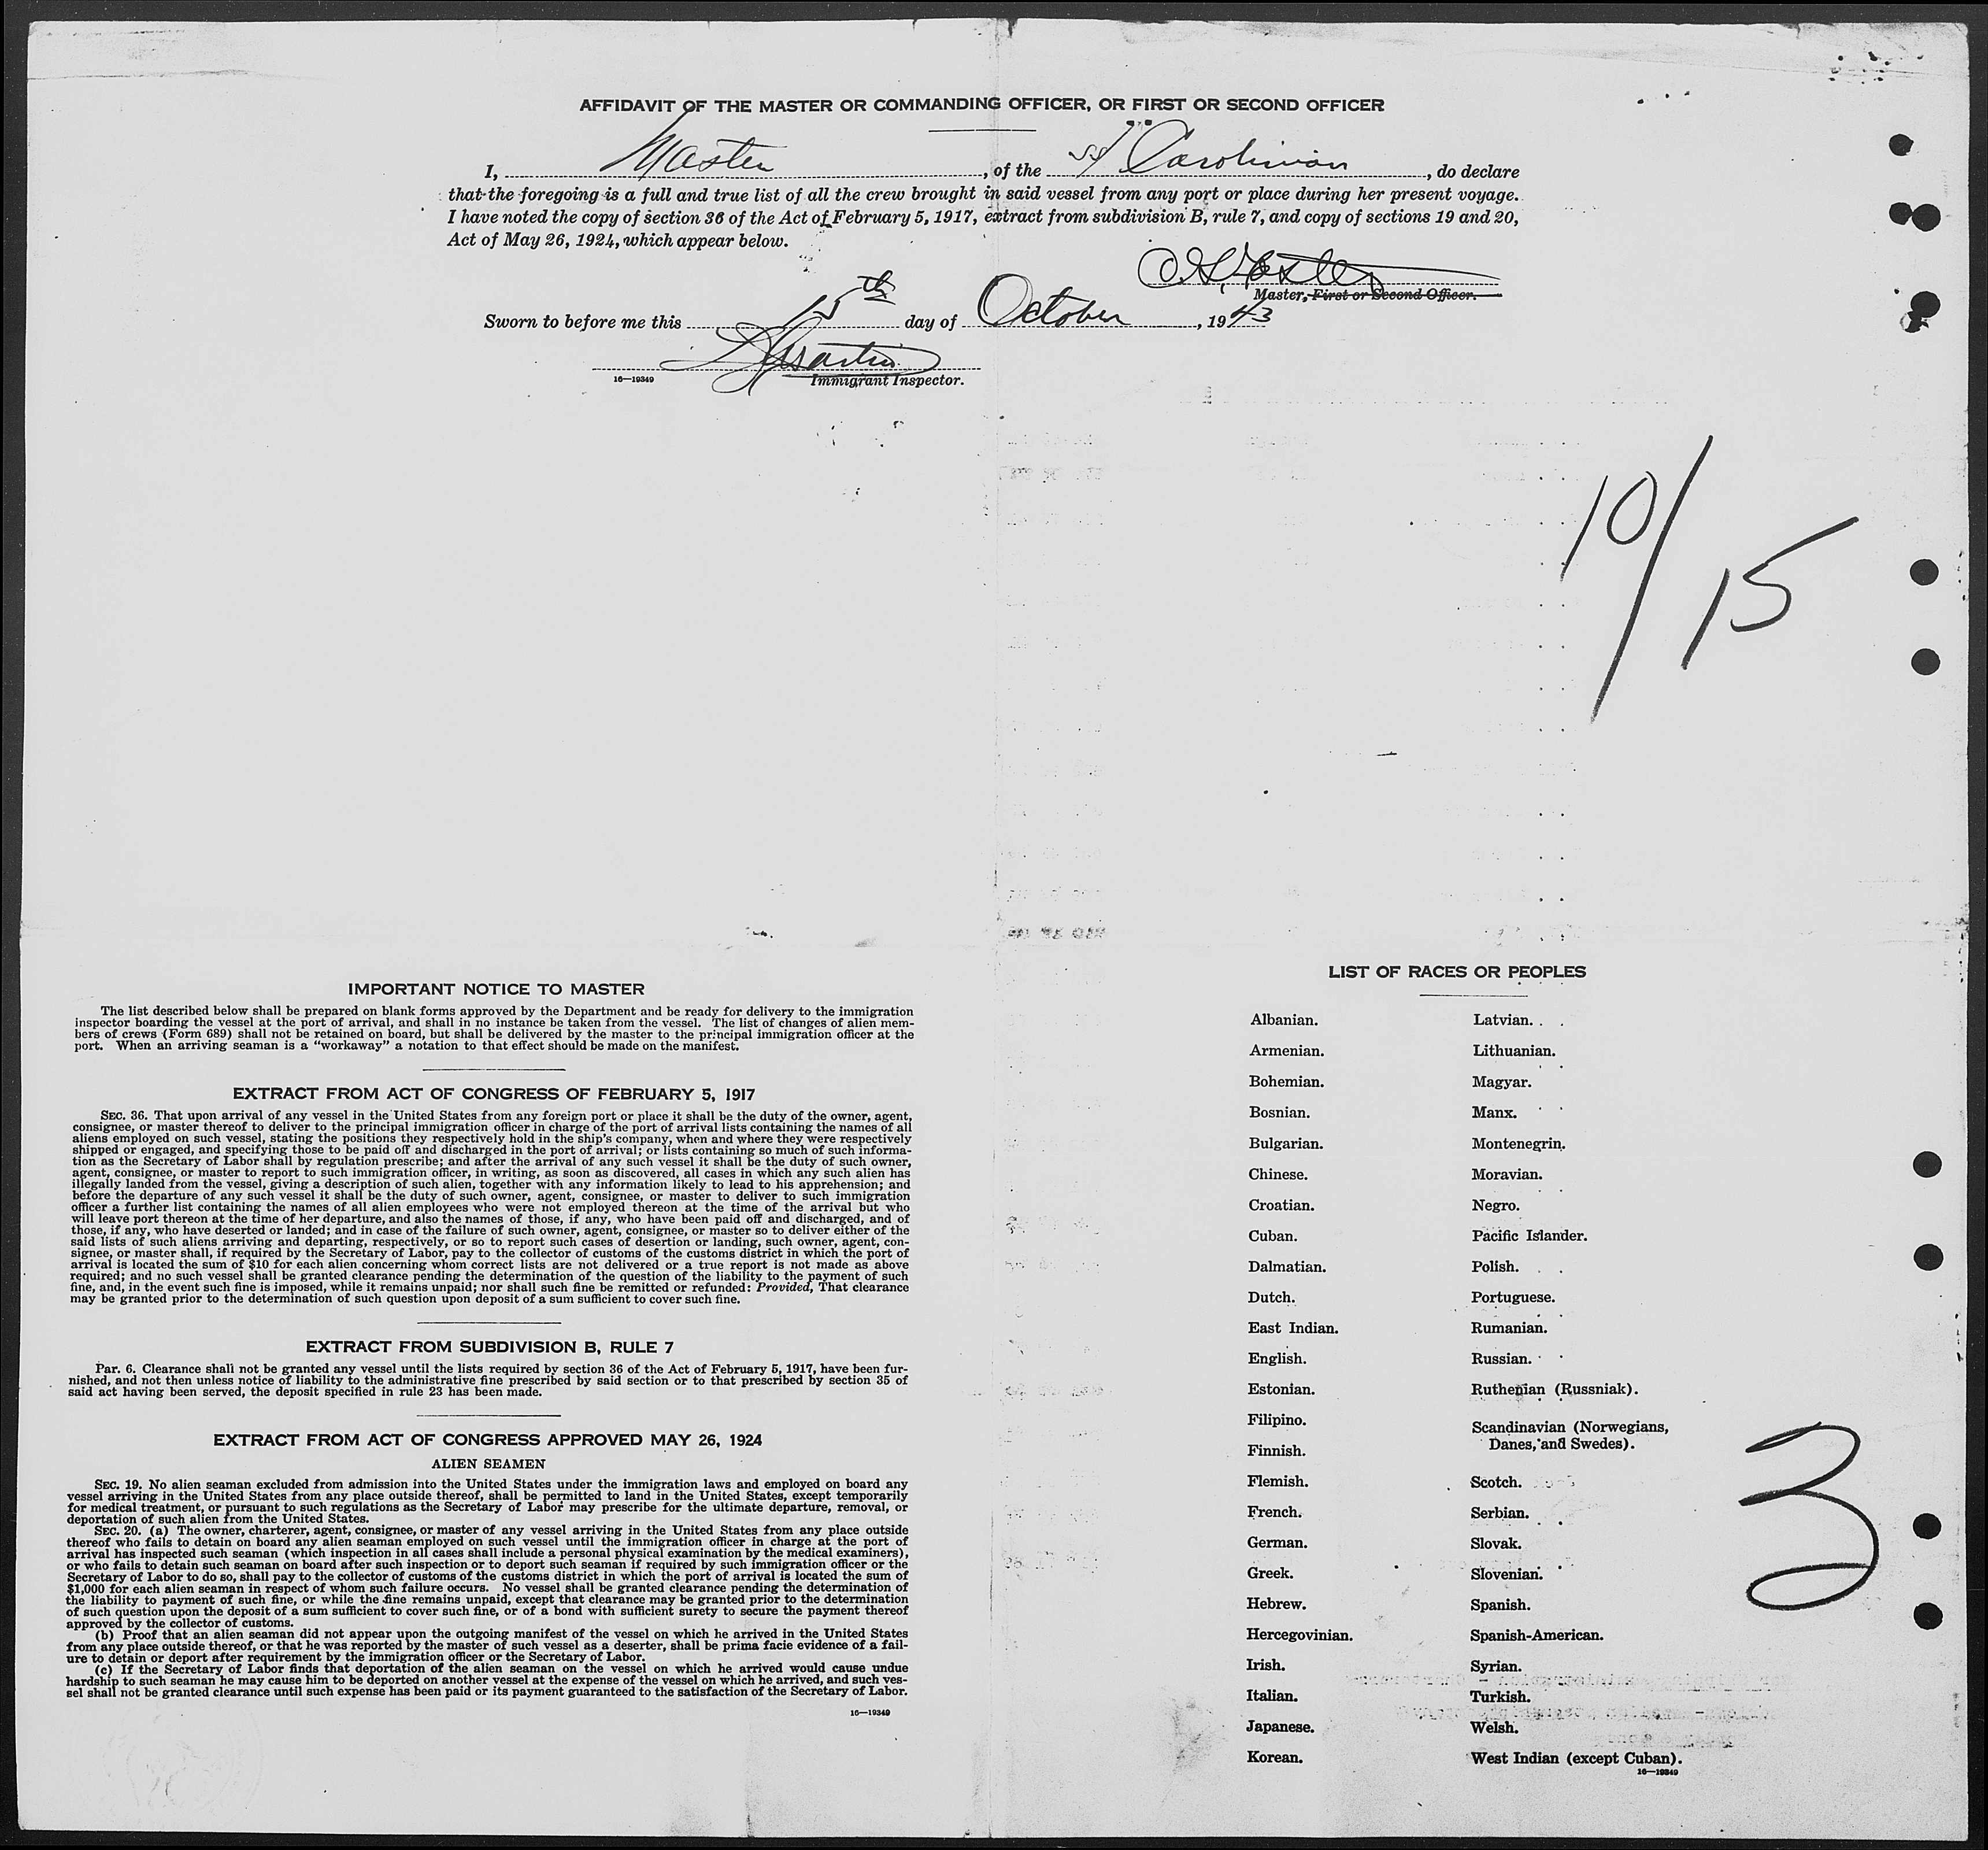 AFFIDAVIT OF THE MASTER OR COMMANDING OFFICER, OR FIRST OR SECOND OFFICER
I, Master, of the Carolinian, do declare
that the foregoing is a full and true list of all the crew brought in said vessel from any port or place during her present voyage.
I have noted the copy of section 36 of the Act of February 5, 1917, extract from subdivision B, rule 7, and copy of sections 19 and 20,
Act of May 26, 1924, which appear below.
Master, First or Second Officer.
Sworn to before me this 15th day of October, 1943
16—19349
Immigrant Inspector.
10/15
IMPORTANT NOTICE TO MASTER
The list described below shall be prepared on blank forms approved by the Department and be ready for delivery to the immigration
inspector boarding the vessel at the port of arrival, and shall in no instance be taken from the vessel. The list of changes of alien mem-
bers of crews (Form 689) shall not be retained on board, but shall be delivered by the master to the principal immigration officer at the
port. When an arriving seaman is a "workaway" a notation to that effect should be made on the manifest.
EXTRACT FROM ACT OF CONGRESS OF FEBRUARY 5, 1917
SEC. 36. That upon arrival of any vessel in the United States from any foreign port or place it shall be the duty of the owner, agent,
consignee, or master thereof to deliver to the principal immigration officer in charge of the port of arrival lists containing the names of all
aliens employed on such vessel, stating the positions they respectively hold in the ship's company, when and where they were respectively
shipped or engaged, and specifying those to be paid off and discharged in the port of arrival; or lists containing so much of such informa-
tion as the Secretary of Labor shall by regulation prescribe; and after the arrival of any such vessel it shall be the duty of such owner,
agent, consignee, or master to report to such immigration officer, in writing, as soon as discovered, all cases in which any such alien has
illegally landed from the vessel, giving a description of such alien, together with any information likely to lead to his apprehension; and
before the departure of any such vessel it shall be the duty of such owner, agent, consignee, or master to deliver to such immigration
officer a further list containing the names of all alien employees who were not employed thereon at the time of the arrival but who
will leave port thereon at the time of her departure, and also the names of those, if any, who have been paid off and discharged, and of
those, if any, who have deserted or landed; and in case of the failure of such owner, agent, consignee, or master so to deliver either of the
said lists of such aliens arriving and departing, respectively, or so to report such cases of desertion or landing, such owner, agent, con-
signee, or master shall, if required by the Secretary of Labor, pay to the collector of customs of the customs district in which the port of
arrival is located the sum of $10 for each alien concerning whom correct lists are not delivered or a true report is not made as above
required; and no such vessel shall be granted clearance pending the determination of the question of the liability to the payment of such
fine, and, in the event such fine is imposed, while it remains unpaid; nor shall such fine be remitted or refunded: Provided, That clearance
may be granted prior to the determination of such question upon deposit of a sum sufficient to cover such fine.
EXTRACT FROM SUBDIVISION B, RULE 7
Par. 6. Clearance shall not be granted any vessel until the lists required by section 36 of the Act of February 5, 1917, have been fur-
nished, and not then unless notice of liability to the administrative fine prescribed by said section or to that prescribed by section 35 of
said act having been served, the deposit specified in rule 23 has been made.
EXTRACT FROM ACT OF CONGRESS APPROVED MAY 26, 1924
ALIEN SEAMEN
SEC. 19. No alien seaman excluded from admission into the United States under the immigration laws and employed on board any
vessel arriving in the United States from any place outside thereof, shall be permitted to land in the United States, except temporarily
for medical treatment, or pursuant to such regulations as the Secretary of Labor may prescribe for the ultimate departure, removal, or
deportation of such alien from the United States.
SEC. 20. (a) The owner, charterer, agent, consignee, or master of any vessel arriving in the United States from any place outside
thereof who fails to detain on board any alien seaman employed on such vessel until the immigration officer in charge at the port of
arrival has inspected such seaman (which inspection in all cases shall include a personal physical examination by the medical examiners),
or who fails to detain such seaman on board after such inspection or to deport such seaman if required by such immigration officer or the
Secretary of Labor to do so, shall pay to the collector of customs of the customs district in which the port of arrival is located the sum of
$1,000 for each alien seaman in respect of whom such failure occurs. No vessel shall be granted clearance pending the determination of
the liability to payment of such fine, or while the fine remains unpaid, except that clearance may be granted prior to the determination
of such question upon the deposit of a sum sufficient to cover such fine, or of a bond with sufficient surety to secure the payment thereof
approved by the collector of customs.
(b) Proof that an alien seaman did not appear upon the outgoing manifest of the vessel on which he arrived in the United States
from any place outside thereof, or that he was reported by the master of such vessel as a deserter, shall be prima facie evidence of a fail-
ure to detain or deport after requirement by the immigration officer or the Secretary of Labor.
(c) If the Secretary of Labor finds that deportation of the alien seaman on the vessel on which he arrived would cause undue
hardship to such seaman he may cause him to be deported on another vessel at the expense of the vessel on which he arrived, and such ves-
sel shall not be granted clearance until such expense has been paid or its payment guaranteed to the satisfaction of the Secretary of Labor.
16—19349
LIST OF RACES OR PEOPLES
Albanian.
Armenian.
Bohemian.
Bosnian.
Bulgarian.
Chinese.
Croatian.
Cuban.
Dalmatian.
Dutch.
East Indian.
English.
Estonian.
Filipino.
Finnish.
Flemish.
French.
German.
Greek.
Hebrew.
Hercegovinian.
Irish.
Italian.
Japanese.
Korean.
Latvian.
Lithuanian.
Magyar.
Manx.
Montenegrin.
Moravian.
Negro.
Pacific Islander.
Polish.
Portuguese.
Rumanian.
Russian.
Ruthenian (Russniak).
Scandinavian (Norwegians,
Danes, and Swedes).
Scotch.
Serbian.
Slovak.
Slovenian.
Spanish.
Spanish-American.
Syrian.
Turkish.
Welsh.
West Indian (except Cuban).
16—19349
3